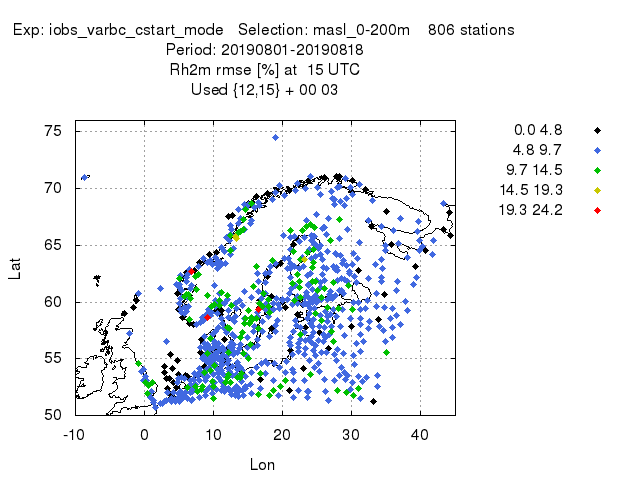 Exp: iobs_varbc_cstart_mode Selection: masl_0-200m 806 stations
Period: 20190801-20190818
Rh2m rmse [%] at 15 UTC
Used {12,15} + 00 03
0.0 4.8
4.8 9.7
9.7 14.5
14.5 19.3
19.3 24.2
75
70
65
60
55
50
Lat
-10 0 10 20 30 40
Lon